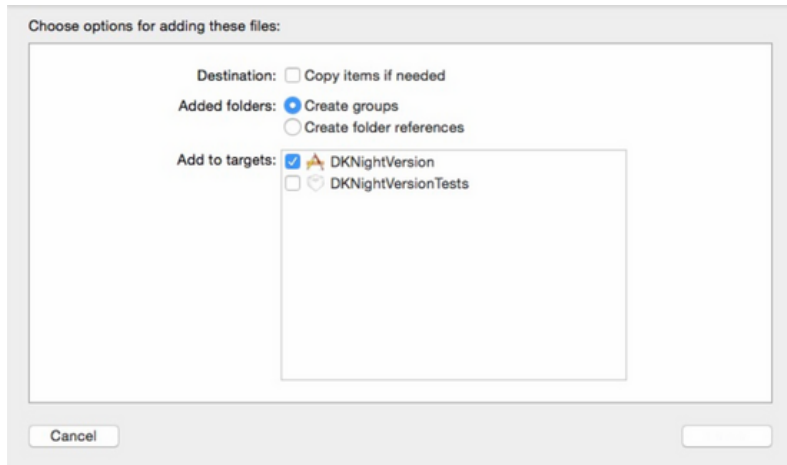 Choose options for adding these files:
Destination: Copy items if needed
Added folders: Create groups
Create folder references
Add to targets: DKNightVersion
DKNightVersionTests
Cancel